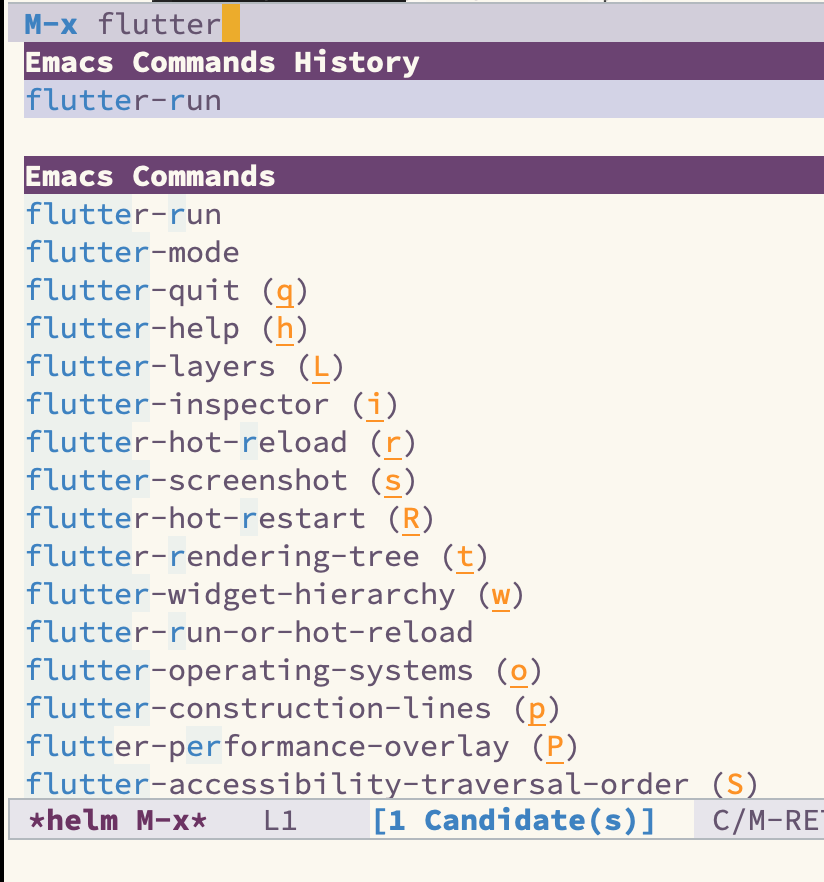 M-x flutter
Emacs Commands History
flutter-run
Emacs Commands
flutter-run
flutter-mode
flutter-quit (q)
flutter-help (h)
flutter-layers (L)
flutter-inspector (i)
flutter-hot-reload (r)
flutter-screenshot (s)
flutter-hot-restart (R)
flutter-rendering-tree (t)
flutter-widget-hierarchy (w)
flutter-run-or-hot-reload
flutter-operating-systems (o)
flutter-construction-lines (p)
flutter-performance-overlay (P)
flutter-accessibility-traversal-order (S)
*helm M-x* L1 [1 Candidate(s)] C/M-RE